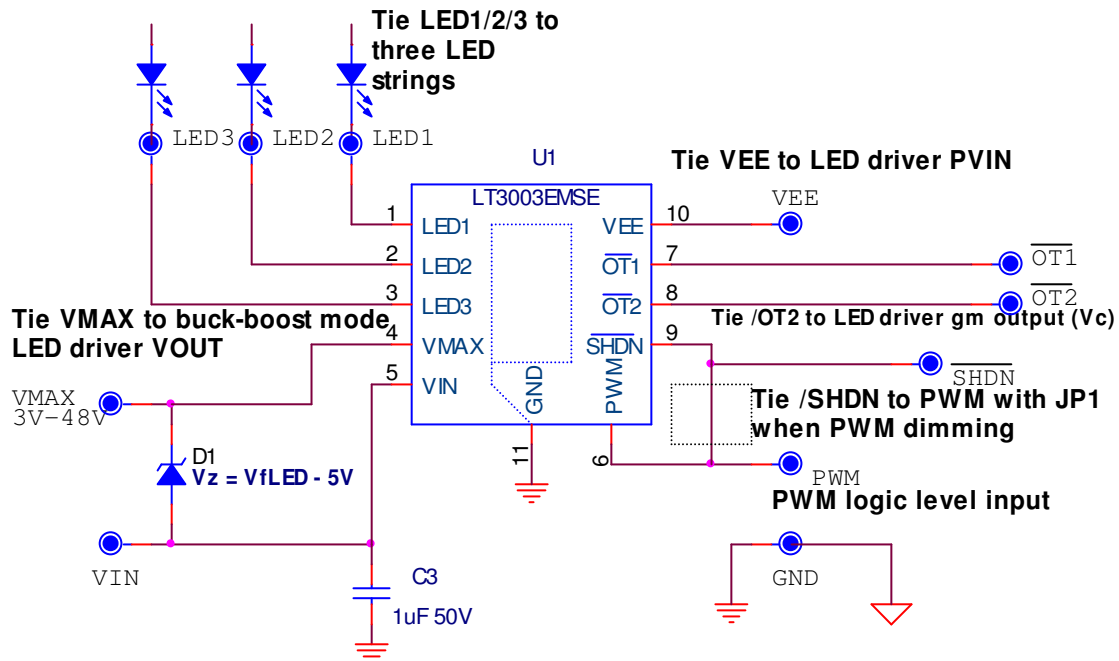 Tie LED1/2/3 to
three LED
strings
LED3
LED2
LED1
U1
Tie VEE to LED driver PVIN
LT3003EMSE
VEE
1
LED1
VEE
10
2
LED2
OT1
7
OT1
3
LED3
OT2
8
OT2
Tie VMAX to buck-boost mode
LED driver VOUT
Tie /OT2 to LED driver gm output (Vc)
4
VMAX
SHDN
9
SHDN
5
VIN
GND
PWM
VMAX
3V-48V
Tie /SHDN to PWM with JP1
when PWM dimming
11
6
D1
Vz = VfLED - 5V
PWM
PWM logic level input
VIN
C3
1uF 50V
GND